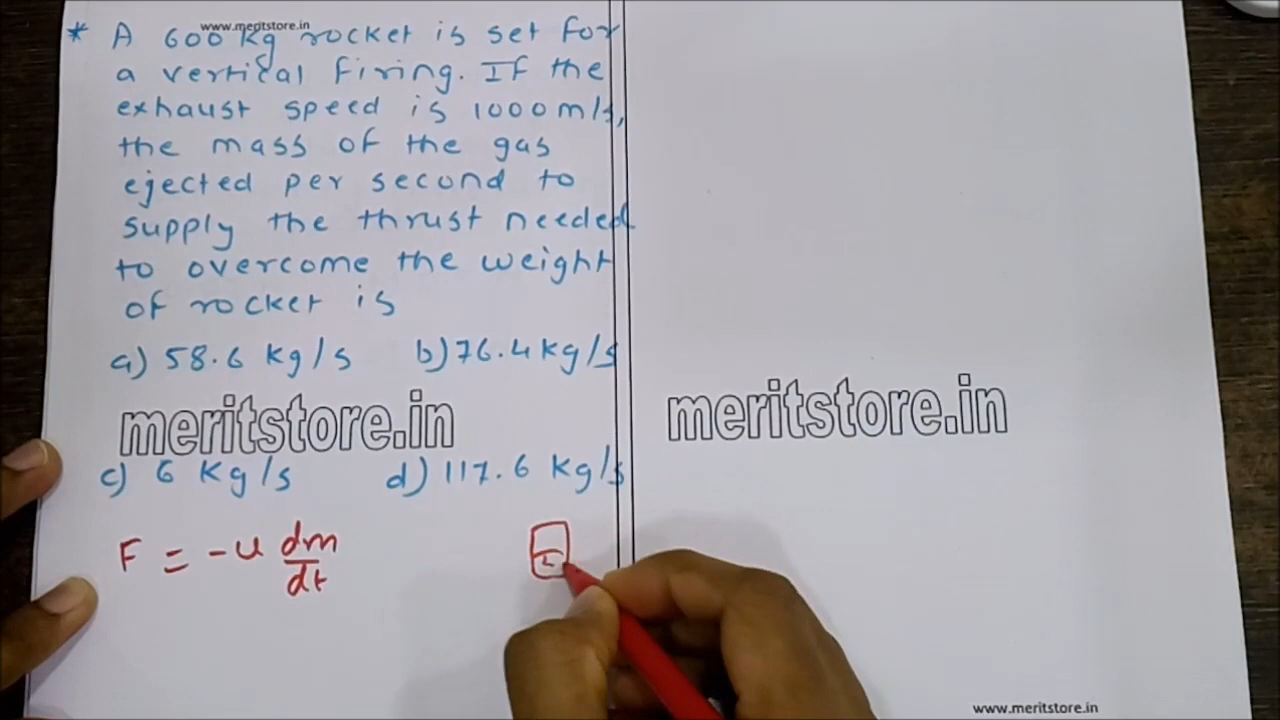 www.meritstore.in
* A 600 kg rocket is set for
a vertical firing. If the
exhaust speed is 1000 m/s,
the mass of the gas
ejected per second to
supply the thrust needed
to overcome the weight
of rocket is
a) 58.6 kg/s b) 76.4 kg/s
meritstore.in meritstore.in
c) 6 kg/s d) 117.6 kg/s
F = -u dm/dt
www.meritstore.in